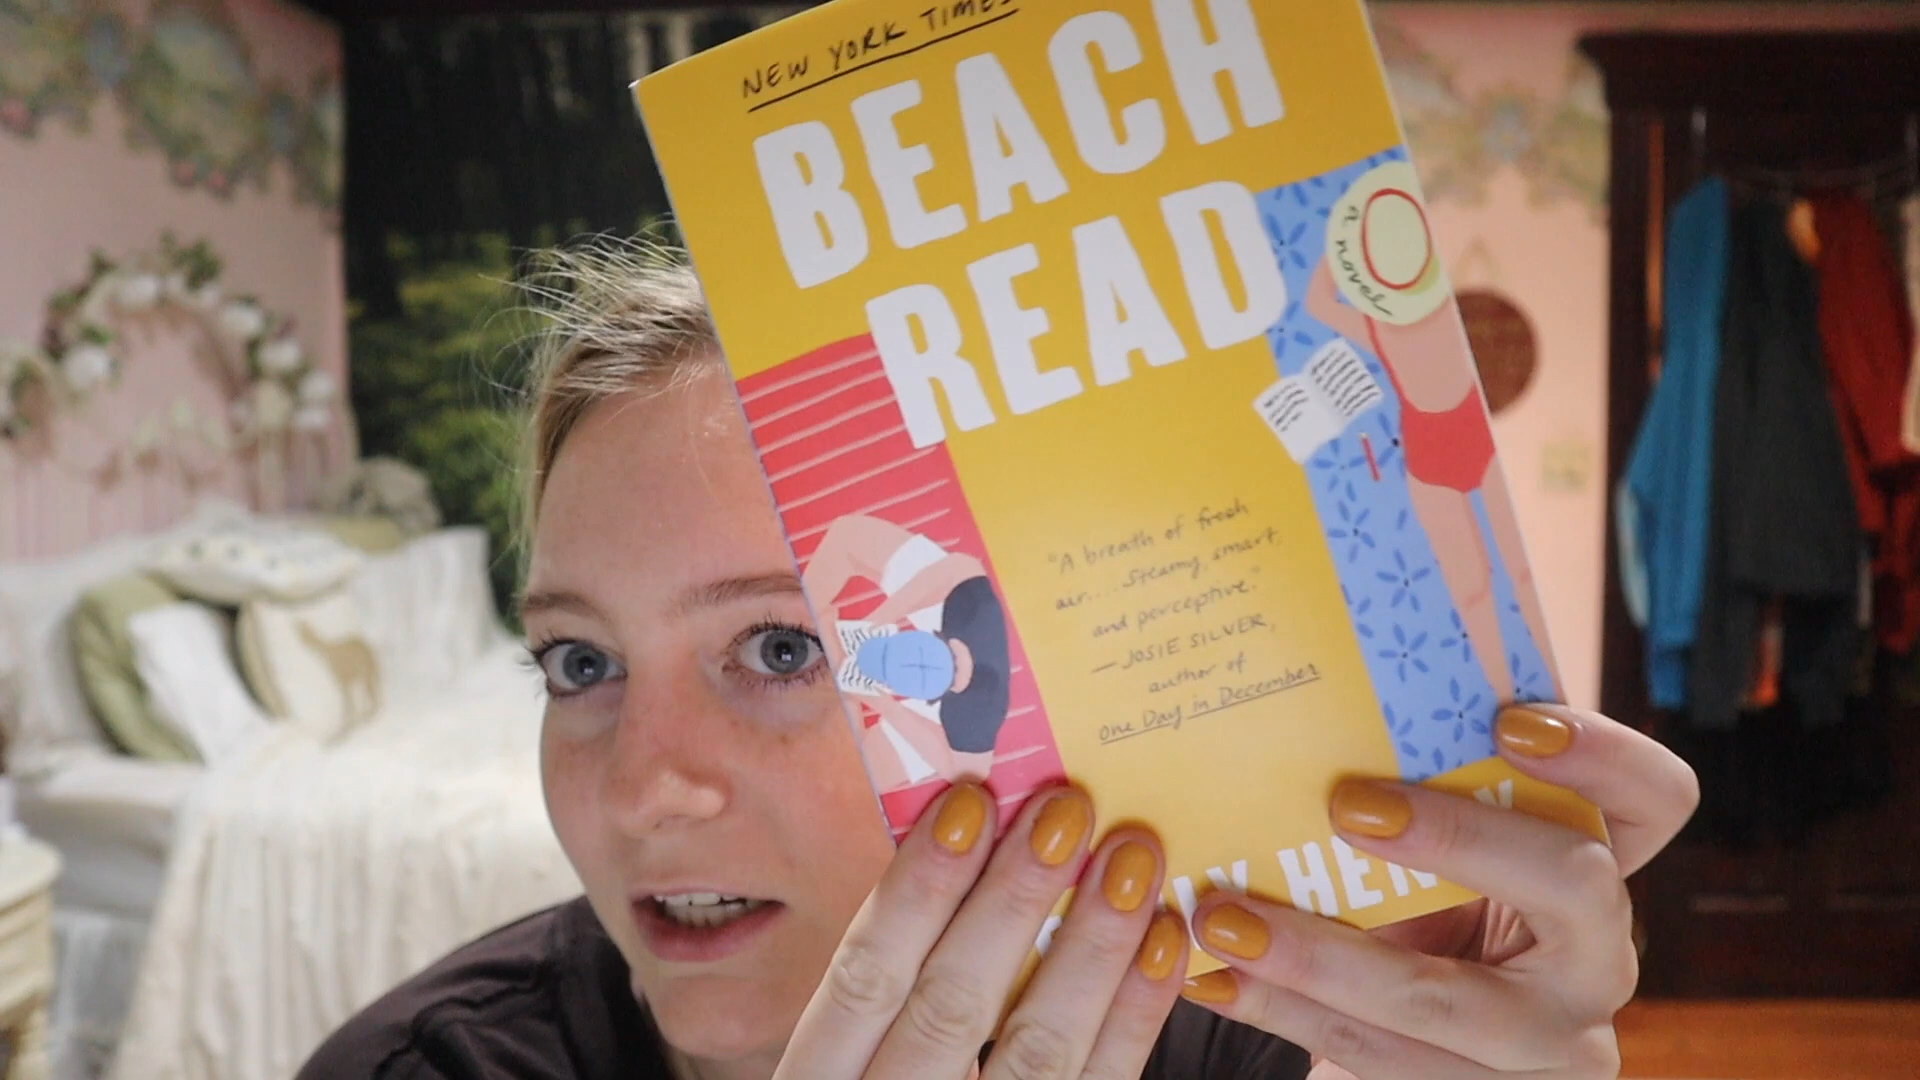 NEW YORK TIMES
BEACH
READ
a novel
"A breath of fresh
air.... Steamy, smart,
and perceptive."
—JOSIE SILVER,
author of
One Day in December
HEN